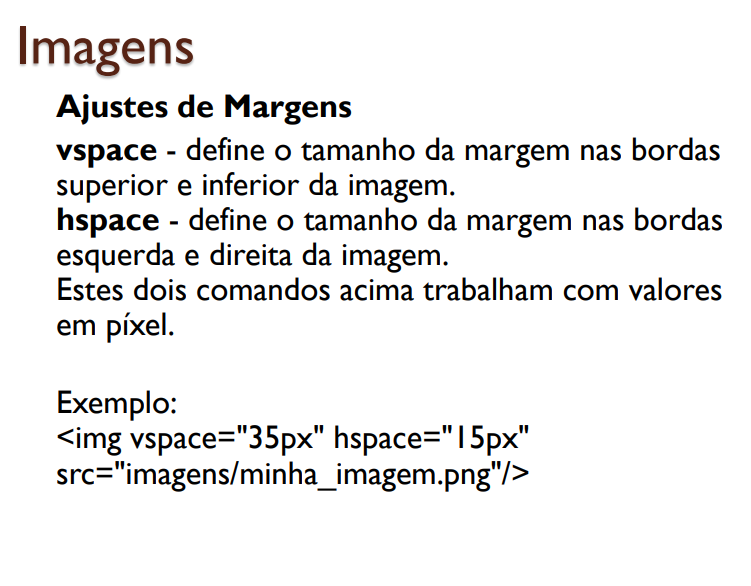 Imagens
Ajustes de Margens
vspace - define o tamanho da margem nas bordas
superior e inferior da imagem.
hspace - define o tamanho da margem nas bordas
esquerda e direita da imagem.
Estes dois comandos acima trabalham com valores
em píxel.
Exemplo:
<img vspace="35px" hspace="15px"
src="imagens/minha_imagem.png"/>